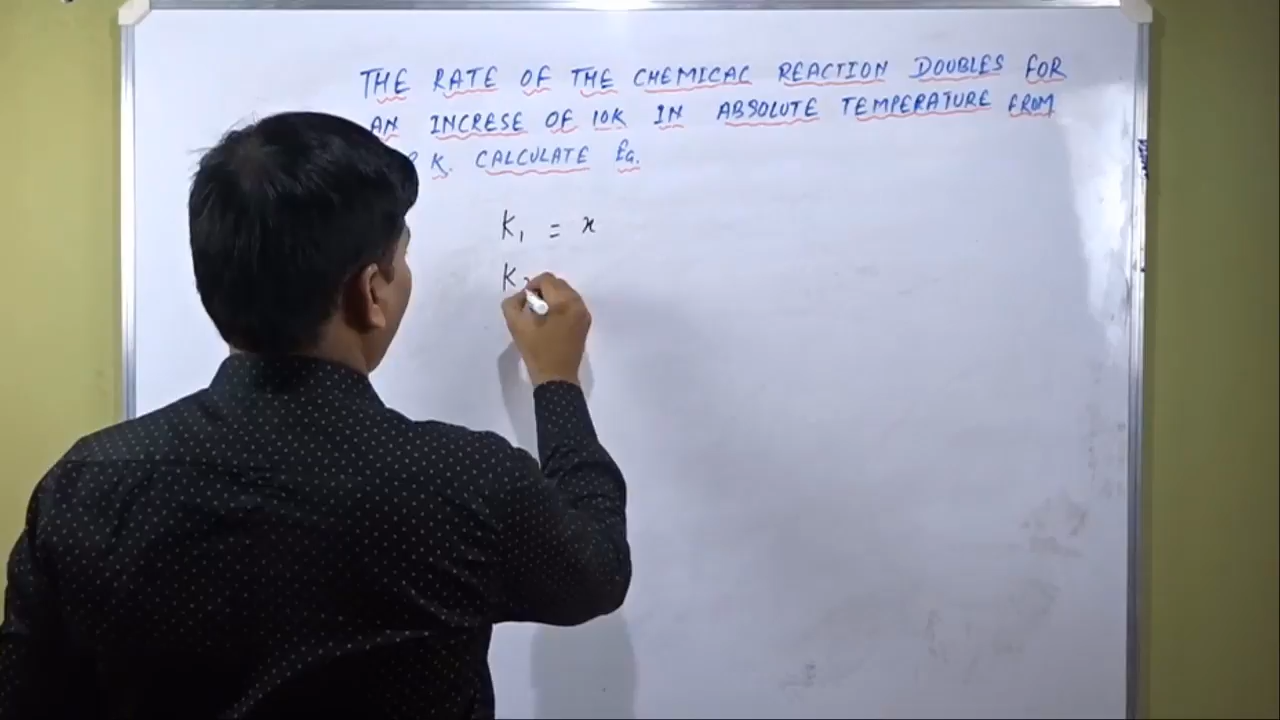 THE RATE OF THE CHEMICAL REACTION DOUBLES FOR
AN INCRESE OF 10K IN ABSOLUTE TEMPERATURE FROM
K. CALCULATE Ea.
K₁ = x
K